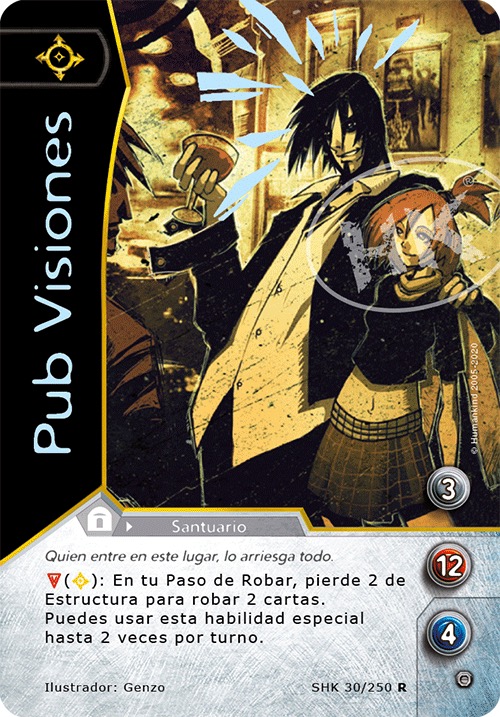 Pub Visiones
HK®
© Humankind 2005-2020
3
Santuario
Quien entre en este lugar, lo arriesga todo.
12
( ): En tu Paso de Robar, pierde 2 de
Estructura para robar 2 cartas.
Puedes usar esta habilidad especial
hasta 2 veces por turno.
4
Ilustrador: Genzo
SHK 30/250 R